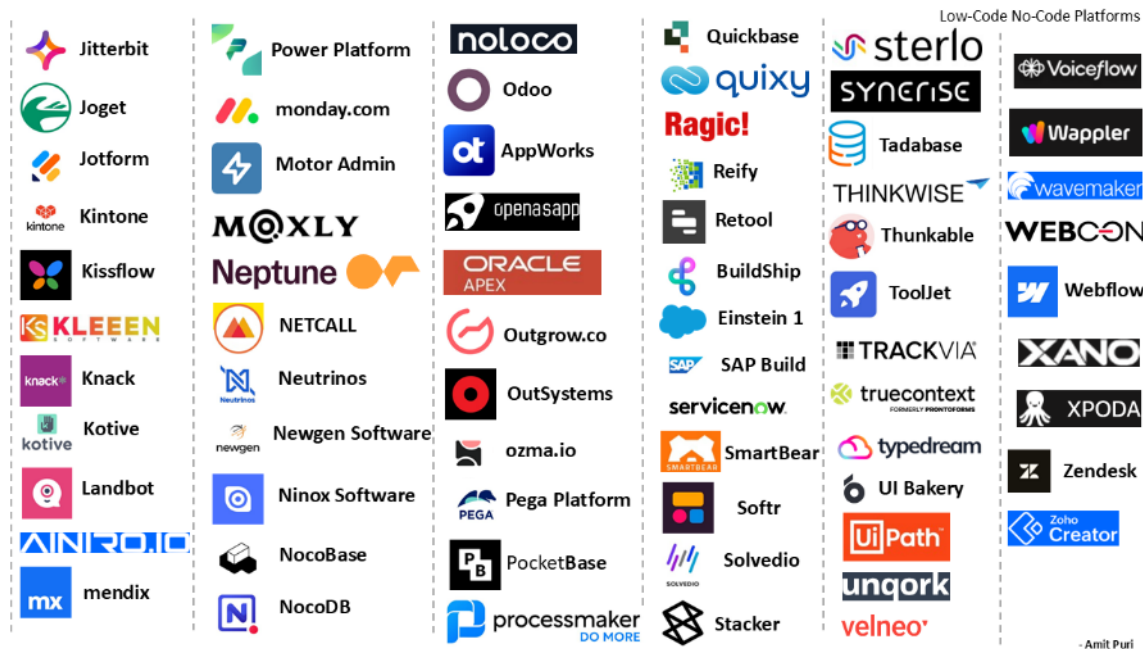 Low-Code No-Code Platforms
Jitterbit
Joget
Jotform
kintone
Kintone
Kissflow
KS KLEEEN
SOFTWARE
knack
Knack
kotive
Kotive
Landbot
AINIRO.IO
mx
mendix
Power Platform
monday.com
Motor Admin
MOXLY
Neptune
NETCALL
Neutrinos
Neutrinos
newgen
Newgen Software
Ninox Software
NocoBase
N
NocoDB
noloco
Odoo
ot
AppWorks
openasapp
ORACLE
APEX
Outgrow.co
OutSystems
ozma.io
PEGA
Pega Platform
P
B
PocketBase
processmaker
DO MORE
Quickbase
quixy
Ragic!
Reify
Retool
BuildShip
Einstein 1
SAP
SAP Build
servicenow.
SMARTBEAR
SmartBear
Softr
SOLVEDIO
Solvedio
Stacker
sterlo
SYNERISE
Tadabase
THINKWISE
Thunkable
ToolJet
TRACKVIA
truecontext
FORMERLY PRONTOFORMS
typedream
UI Bakery
UiPath™
unqork
velneo
Voiceflow
Wappler
wavemaker
WEBCON
Webflow
XANO
XPODA
Zendesk
Zoho
Creator
- Amit Puri